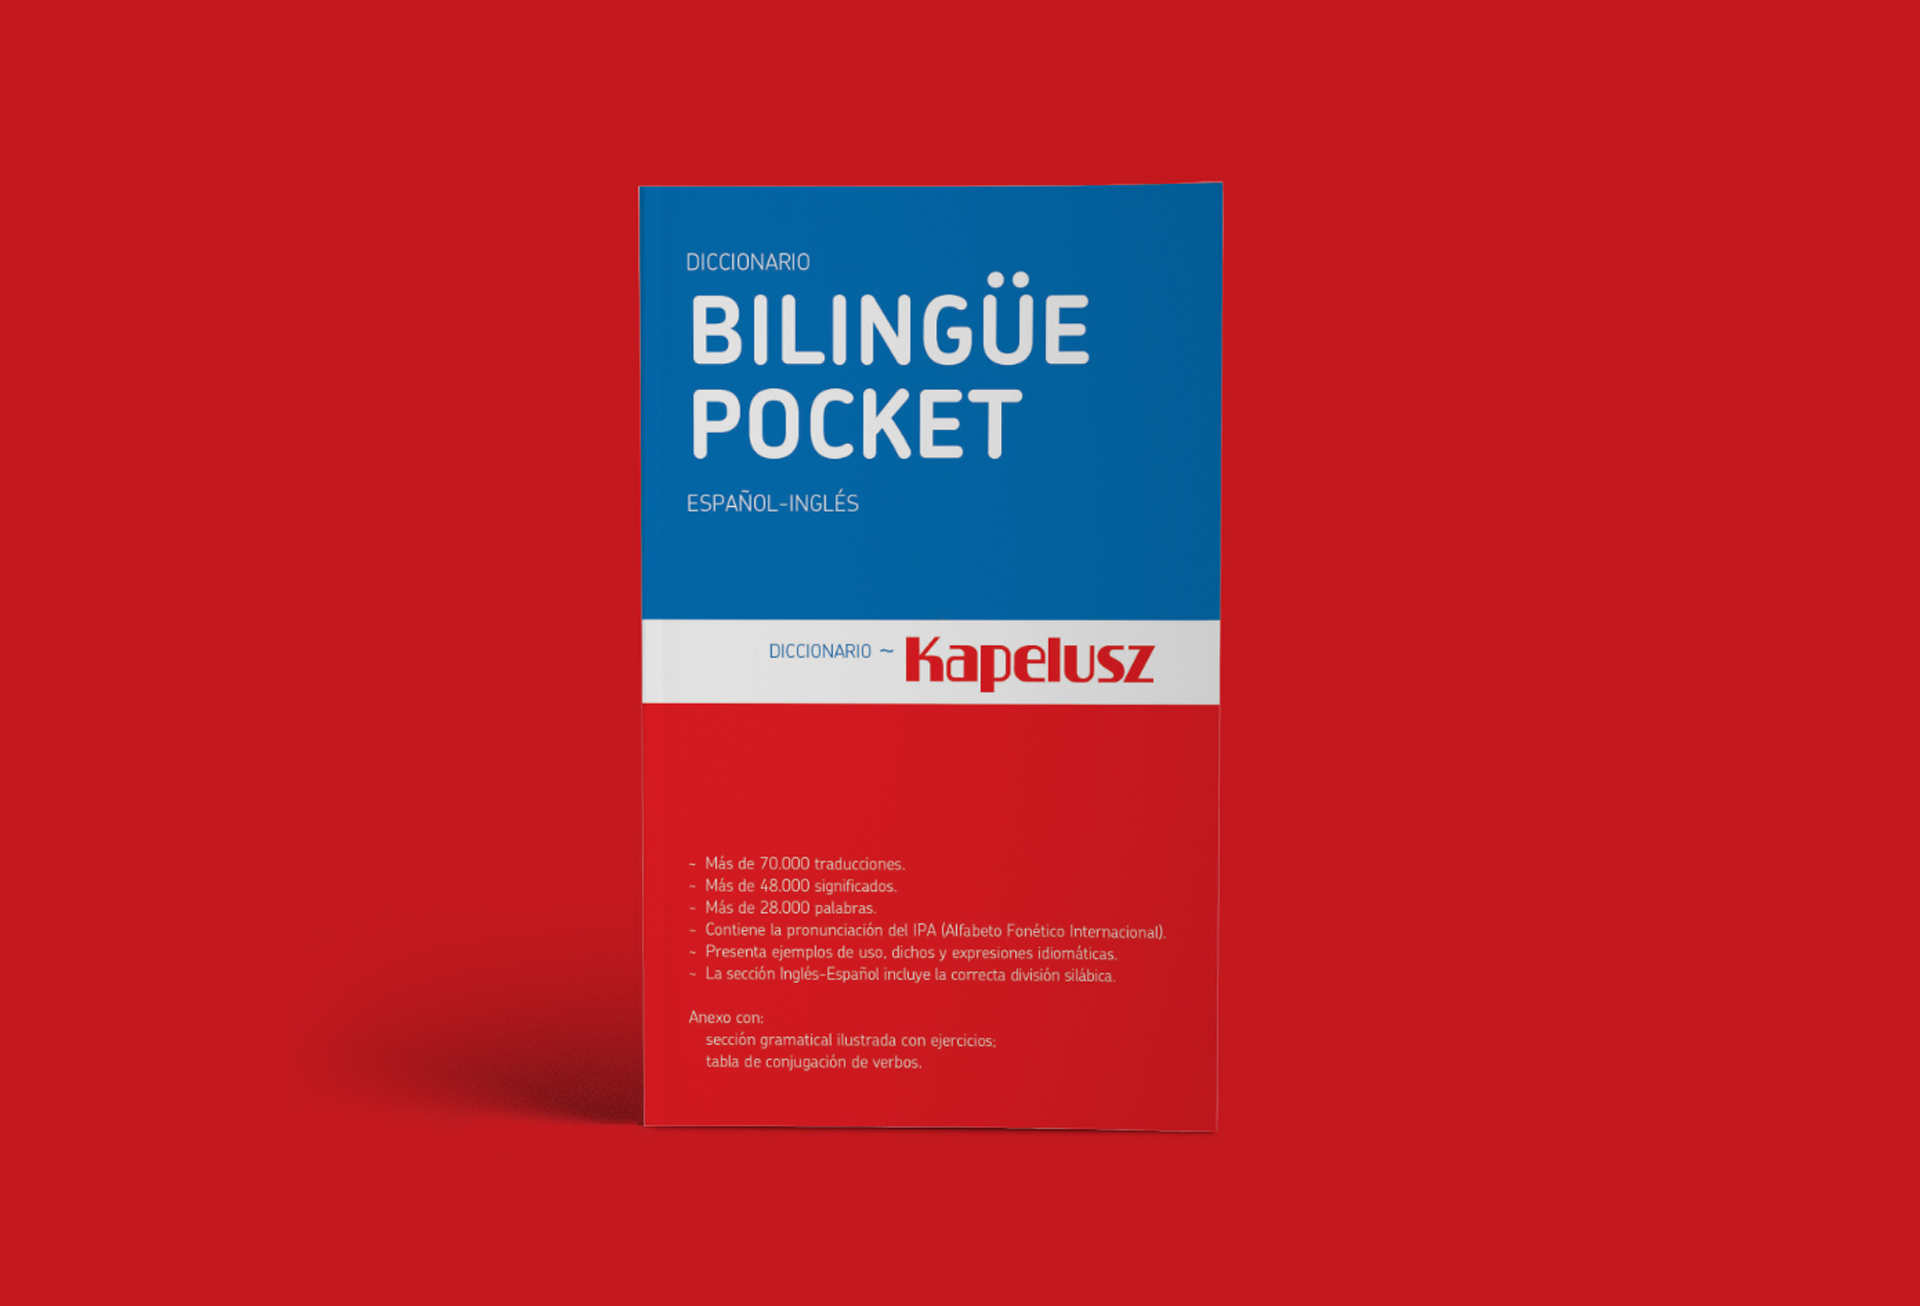 DICCIONARIO
BILINGÜE
POCKET
ESPAÑOL-INGLÉS
DICCIONARIO ~ Kapelusz
~ Más de 70.000 traducciones.
~ Más de 48.000 significados.
~ Más de 28.000 palabras.
~ Contiene la pronunciación del IPA (Alfabeto Fonético Internacional).
~ Presenta ejemplos de uso, dichos y expresiones idiomáticas.
~ La sección Inglés-Español incluye la correcta división silábica.
Anexo con:
sección gramatical ilustrada con ejercicios;
tabla de conjugación de verbos.